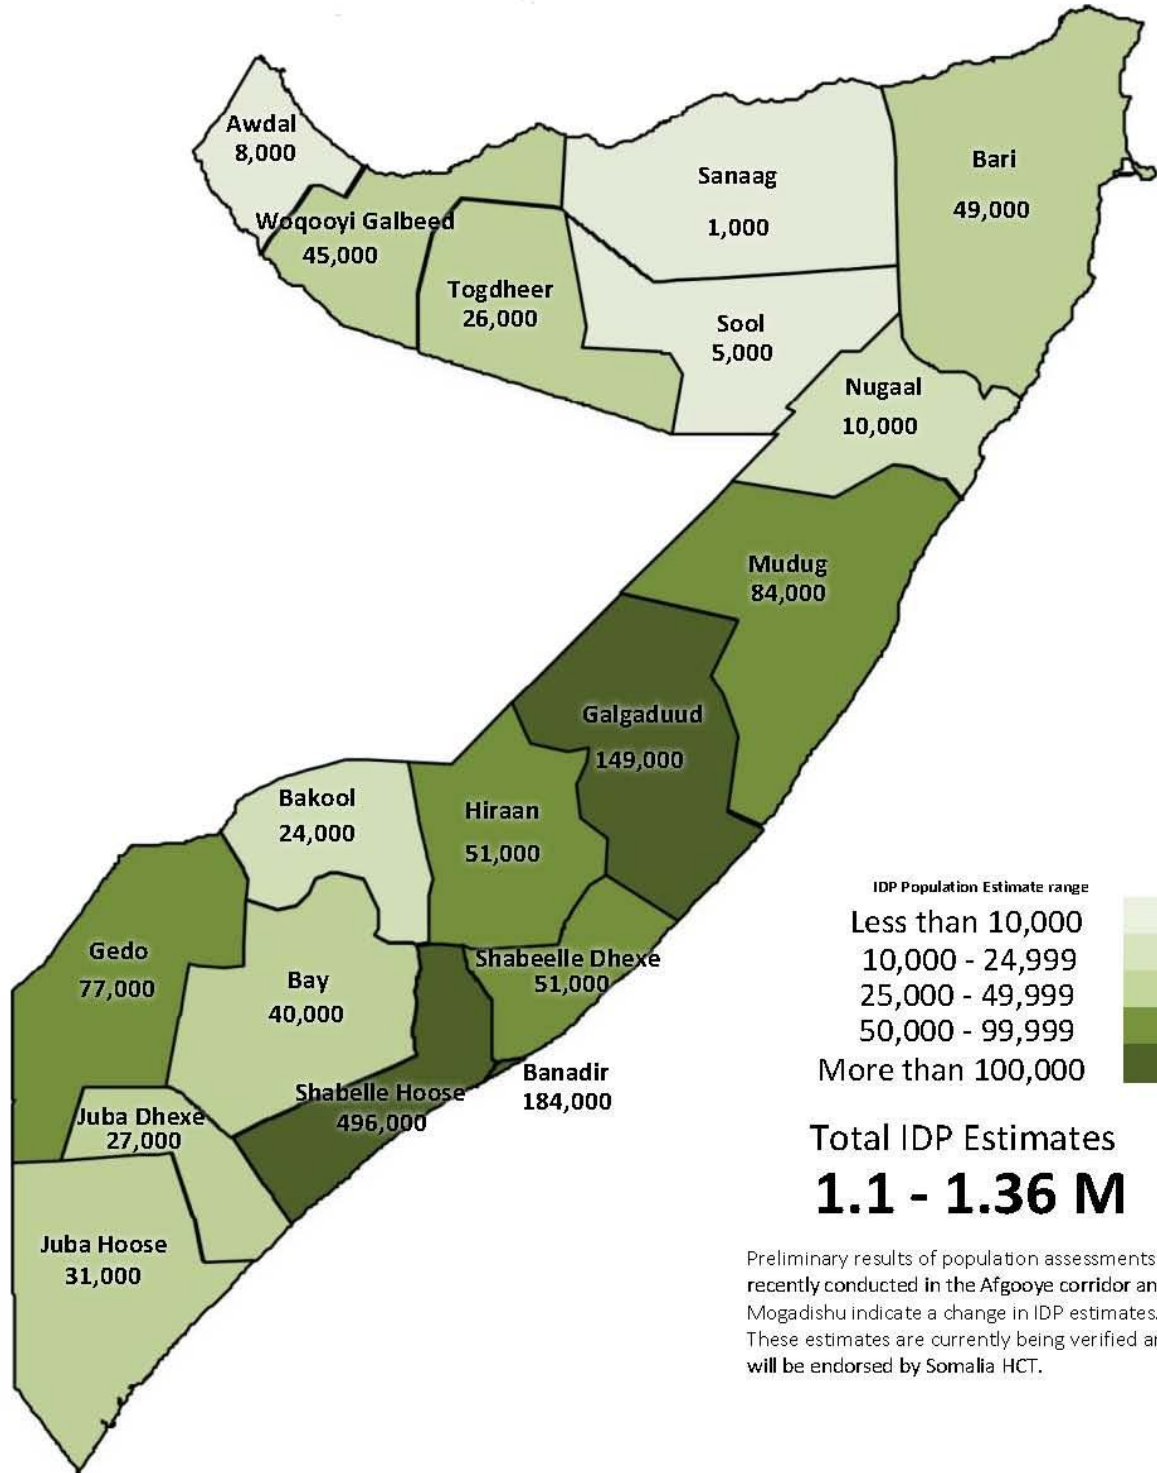 Awdal
8,000
Woqooyi Galbeed
45,000
Togdheer
26,000
Sanaag
1,000
Sool
5,000
Bari
49,000
Nugaal
10,000
Mudug
84,000
Galgaduud
149,000
Hiraan
51,000
Bakool
24,000
Gedo
77,000
Bay
40,000
Shabeelle Dhexe
51,000
Banadir
184,000
Shabelle Hoose
496,000
Juba Dhexe
27,000
Juba Hoose
31,000
IDP Population Estimate range
Less than 10,000
10,000 - 24,999
25,000 - 49,999
50,000 - 99,999
More than 100,000
Total IDP Estimates
1.1 - 1.36 M
Preliminary results of population assessments
recently conducted in the Afgooye corridor an
Mogadishu indicate a change in IDP estimates.
These estimates are currently being verified ar
will be endorsed by Somalia HCT.